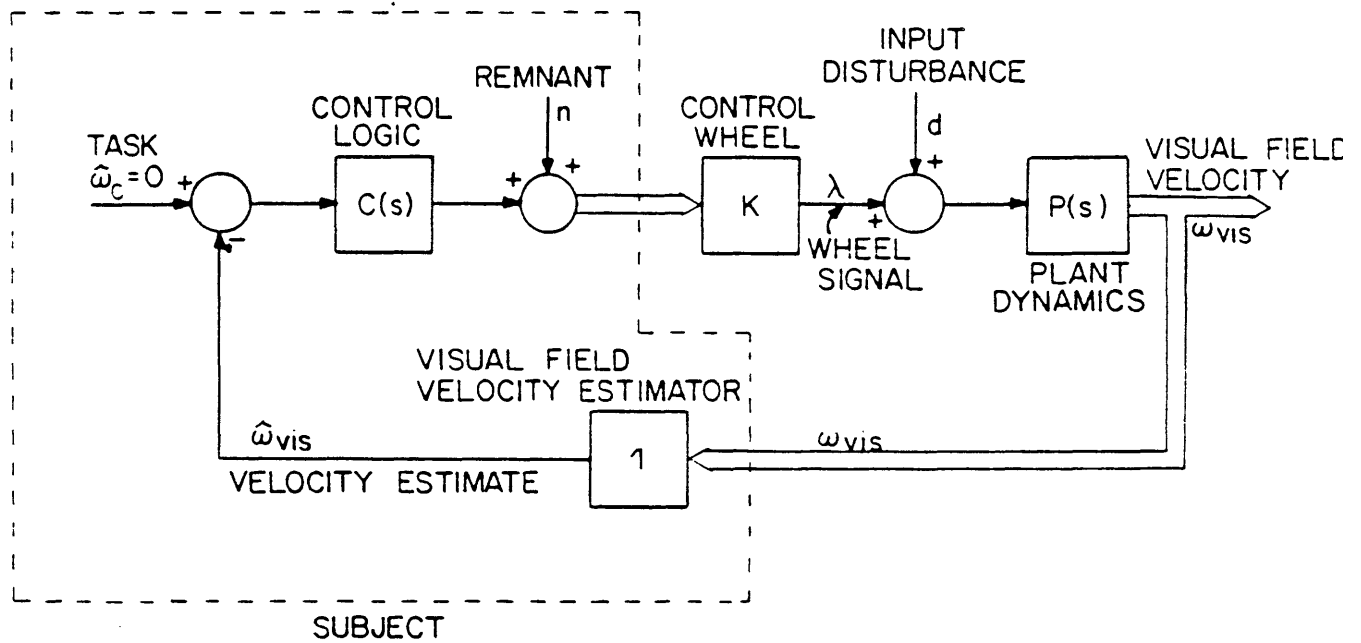 INPUT
DISTURBANCE
REMNANT
n
CONTROL
LOGIC
CONTROL
WHEEL
d
TASK
ω̂c=0
+
C(s)
+
+
K
λ
+
+
P(s)
VISUAL FIELD
VELOCITY
ωvis
-
WHEEL
SIGNAL
PLANT
DYNAMICS
VISUAL FIELD
VELOCITY ESTIMATOR
ω̂vis
1
ωvis
VELOCITY ESTIMATE
SUBJECT